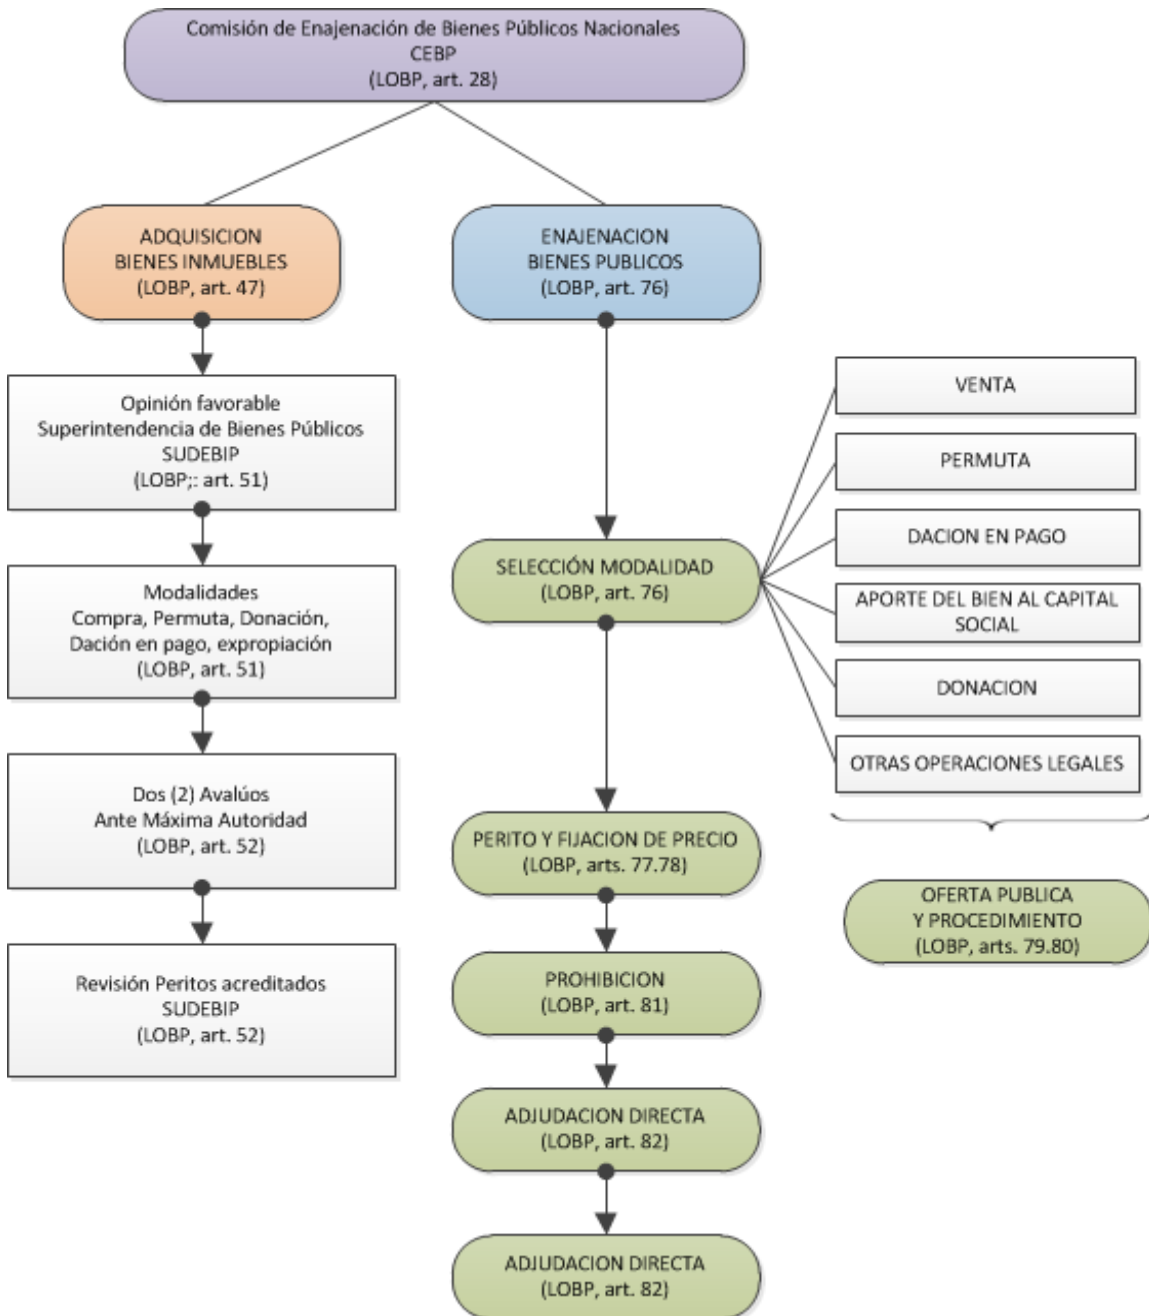 Comisión de Enajenación de Bienes Públicos Nacionales
CEBP
(LOBP, art. 28)
ADQUISICION
BIENES INMUEBLES
(LOBP, art. 47)
Opinión favorable
Superintendencia de Bienes Públicos
SUDEBIP
(LOBP;: art. 51)
Modalidades
Compra, Permuta, Donación,
Dación en pago, expropiación
(LOBP, art. 51)
Dos (2) Avalúos
Ante Máxima Autoridad
(LOBP, art. 52)
Revisión Peritos acreditados
SUDEBIP
(LOBP, art. 52)
ENAJENACION
BIENES PUBLICOS
(LOBP, art. 76)
SELECCIÓN MODALIDAD
(LOBP, art. 76)
VENTA
PERMUTA
DACION EN PAGO
APORTE DEL BIEN AL CAPITAL
SOCIAL
DONACION
OTRAS OPERACIONES LEGALES
OFERTA PUBLICA
Y PROCEDIMIENTO
(LOBP, arts. 79.80)
PERITO Y FIJACION DE PRECIO
(LOBP, arts. 77.78)
PROHIBICION
(LOBP, art. 81)
ADJUDACION DIRECTA
(LOBP, art. 82)
ADJUDACION DIRECTA
(LOBP, art. 82)